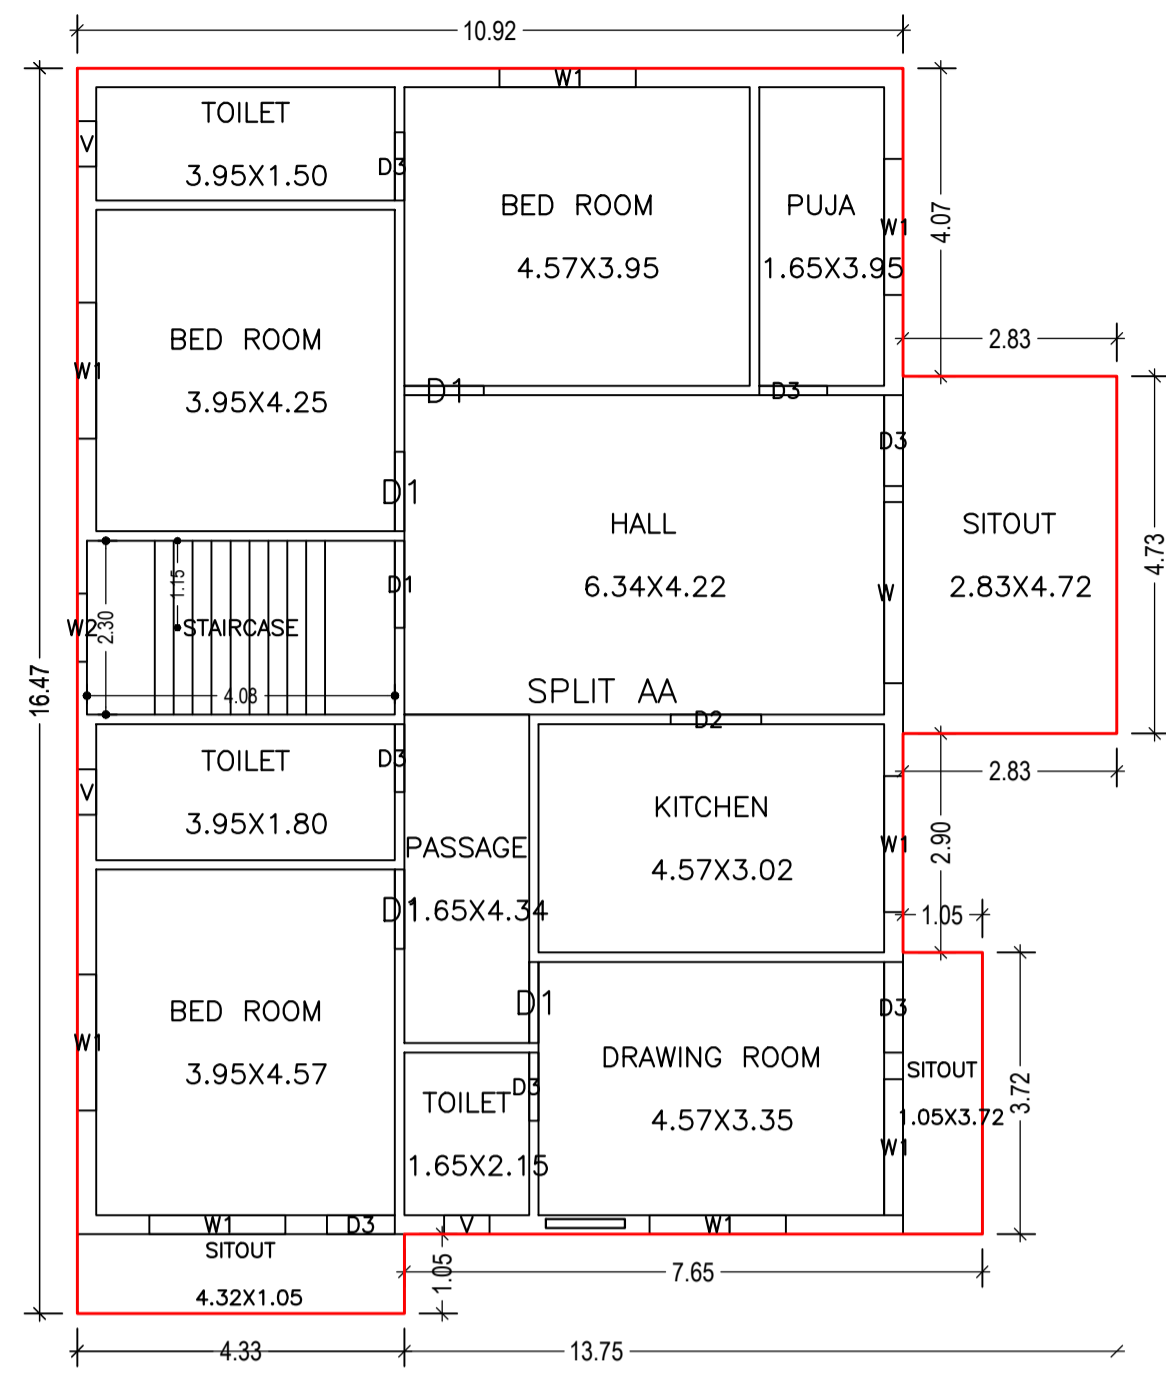 10.92
W1
TOILET
3.95X1.50
V
D3
BED ROOM
4.57X3.95
PUJA
1.65X3.95
W1
4.07
2.83
BED ROOM
3.95X4.25
W1
D1
D3
D1
D3
HALL
6.34X4.22
SITOUT
2.83X4.72
4.73
W
D1
1.15
2.30
W2
STAIRCASE
4.08
16.47
SPLIT AA
D2
2.83
TOILET
3.95X1.80
V
D3
KITCHEN
4.57X3.02
W1
2.90
1.05
PASSAGE
1.65X4.34
D1
D1
D3
BED ROOM
3.95X4.57
W1
DRAWING ROOM
4.57X3.35
W1
SITOUT
1.05X3.72
3.72
TOILET
D3
1.65X2.15
W1
D3
V
W1
SITOUT
4.32X1.05
1.05
7.65
4.33
13.75